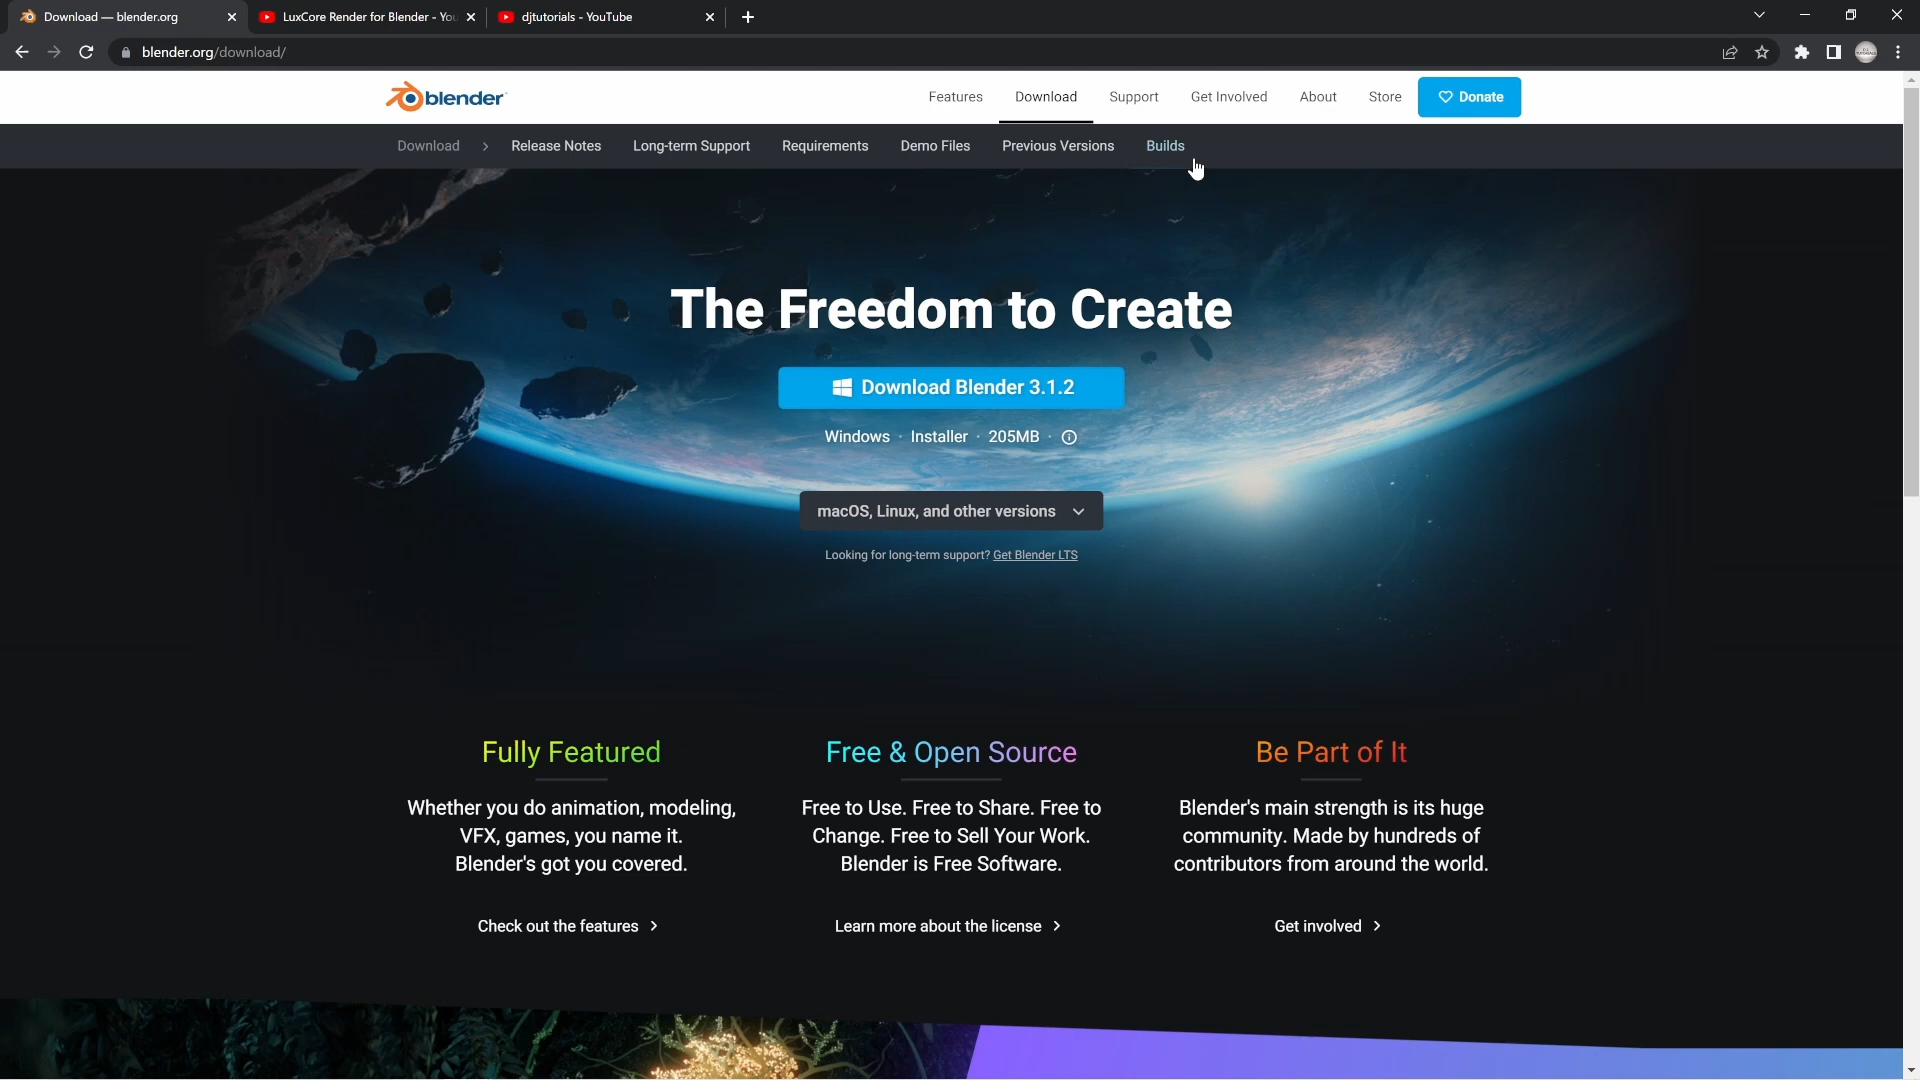 Download — blender.org
LuxCore Render for Blender - You
djtutorials - YouTube
blender.org/download/
blender
Features
Download
Support
Get Involved
About
Store
Donate
Download
Release Notes
Long-term Support
Requirements
Demo Files
Previous Versions
Builds
The Freedom to Create
Download Blender 3.1.2
Windows · Installer · 205MB ·
macOS, Linux, and other versions
Looking for long-term support? Get Blender LTS
Fully Featured
Whether you do animation, modeling,
VFX, games, you name it.
Blender's got you covered.
Check out the features
Free & Open Source
Free to Use. Free to Share. Free to
Change. Free to Sell Your Work.
Blender is Free Software.
Learn more about the license
Be Part of It
Blender's main strength is its huge
community. Made by hundreds of
contributors from around the world.
Get involved